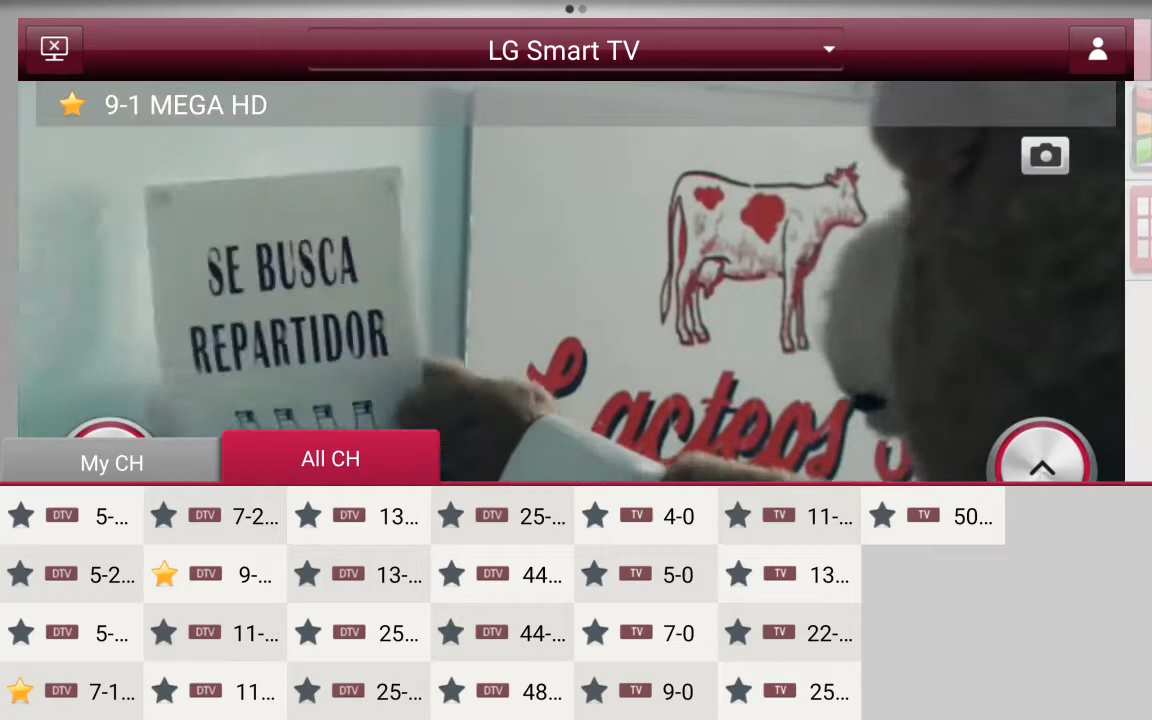 LG Smart TV
9-1 MEGA HD
SE BUSCA
REPARTIDOR
Lacteos
My CH
All CH
DTV 5-... DTV 7-2... DTV 13... DTV 25-... TV 4-0 TV 11-... TV 50...
DTV 5-2... DTV 9-... DTV 13-... DTV 44... TV 5-0 TV 13...
DTV 5-... DTV 11-... DTV 25... DTV 44-... TV 7-0 TV 22-...
DTV 7-1... DTV 11... DTV 25-... DTV 48... TV 9-0 TV 25...